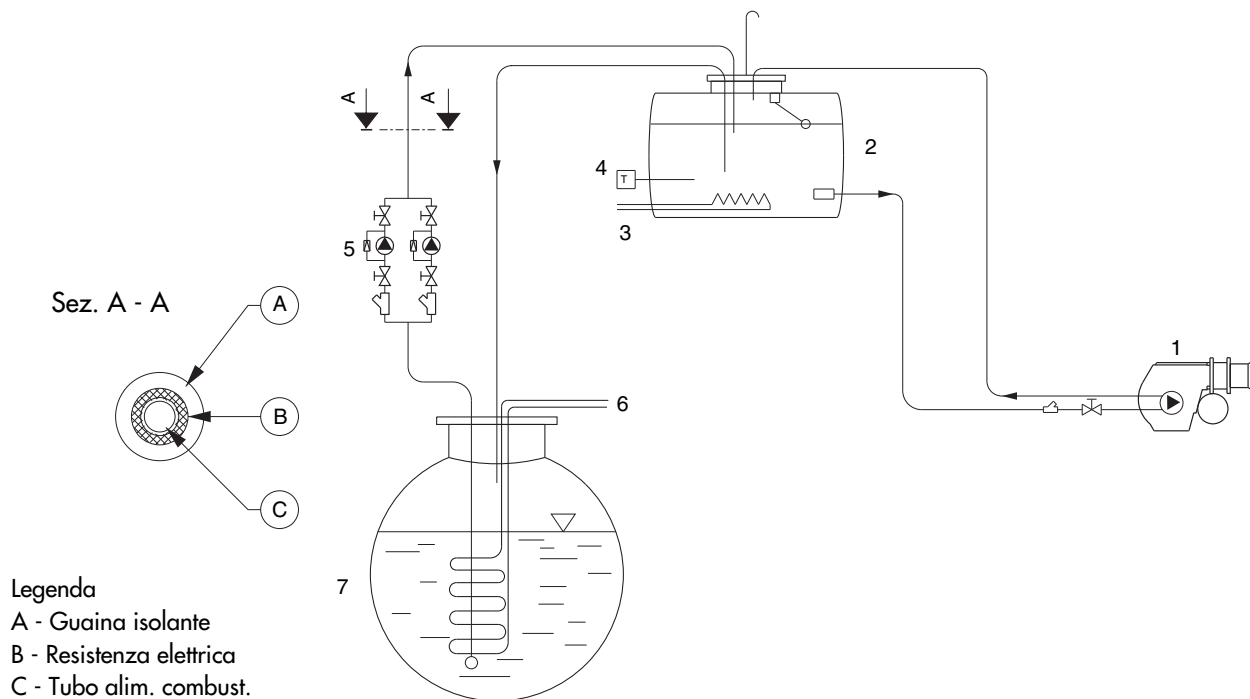 A
A
2
4
T
3
5
Sez. A - A
A
1
B
6
C
7
Legenda
A - Guaina isolante
B - Resistenza elettrica
C - Tubo alim. combust.